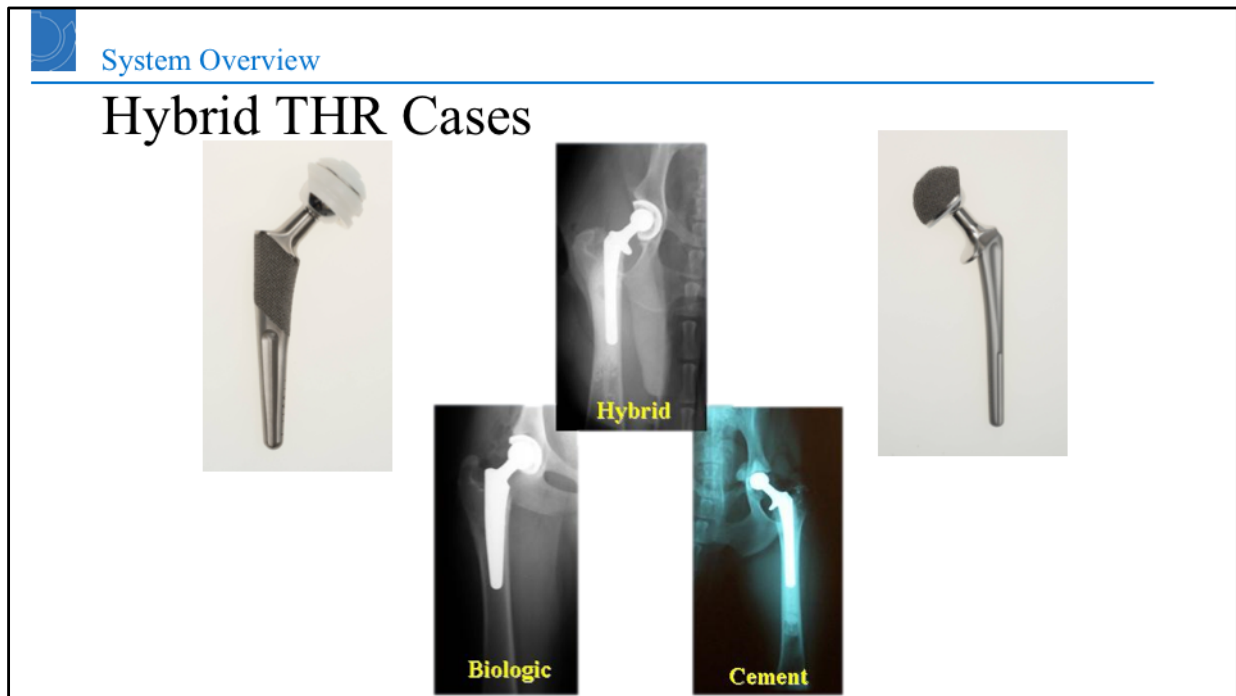 System Overview
Hybrid THR Cases
Hybrid
Biologic
Cement